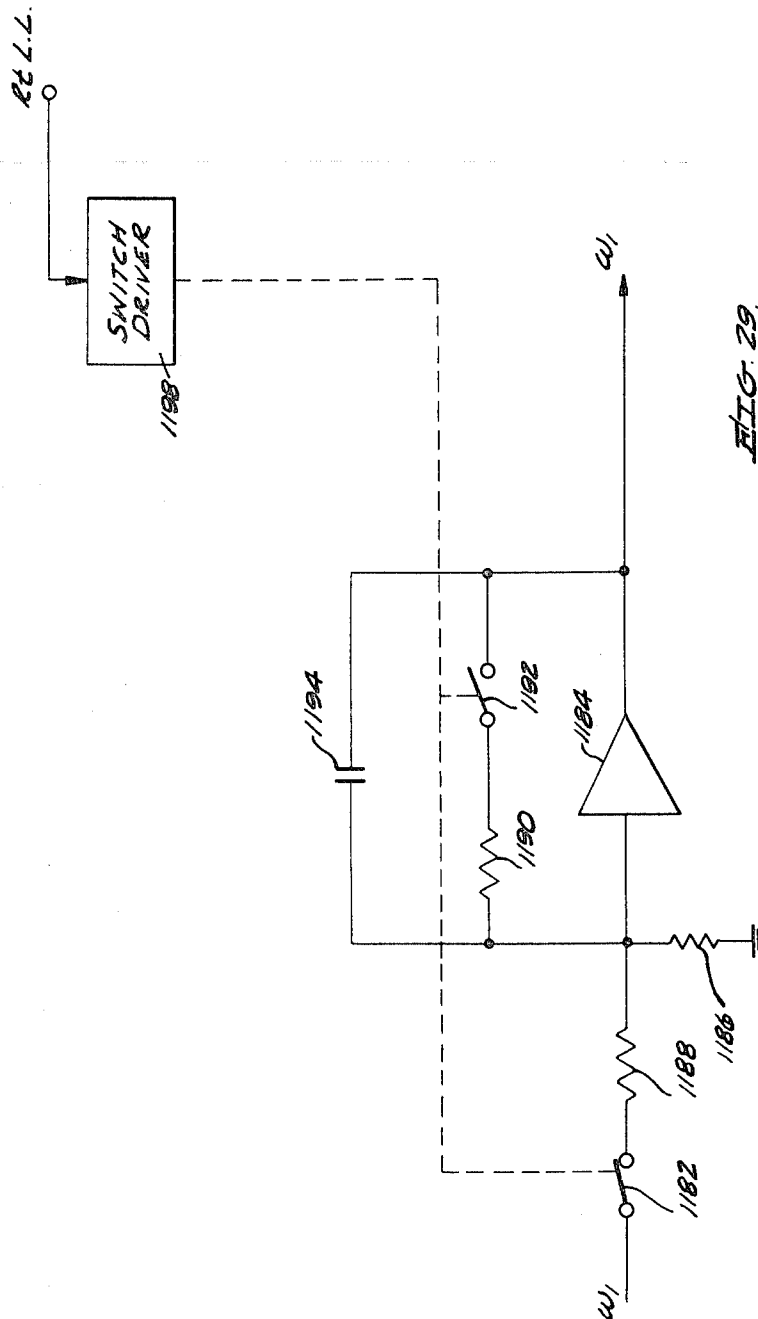 Rt L.L.
SWITCH
DRIVER
1198
1194
1192
1190
1184
1186
1188
1182
ω₁
ω₁
FIG. 29.